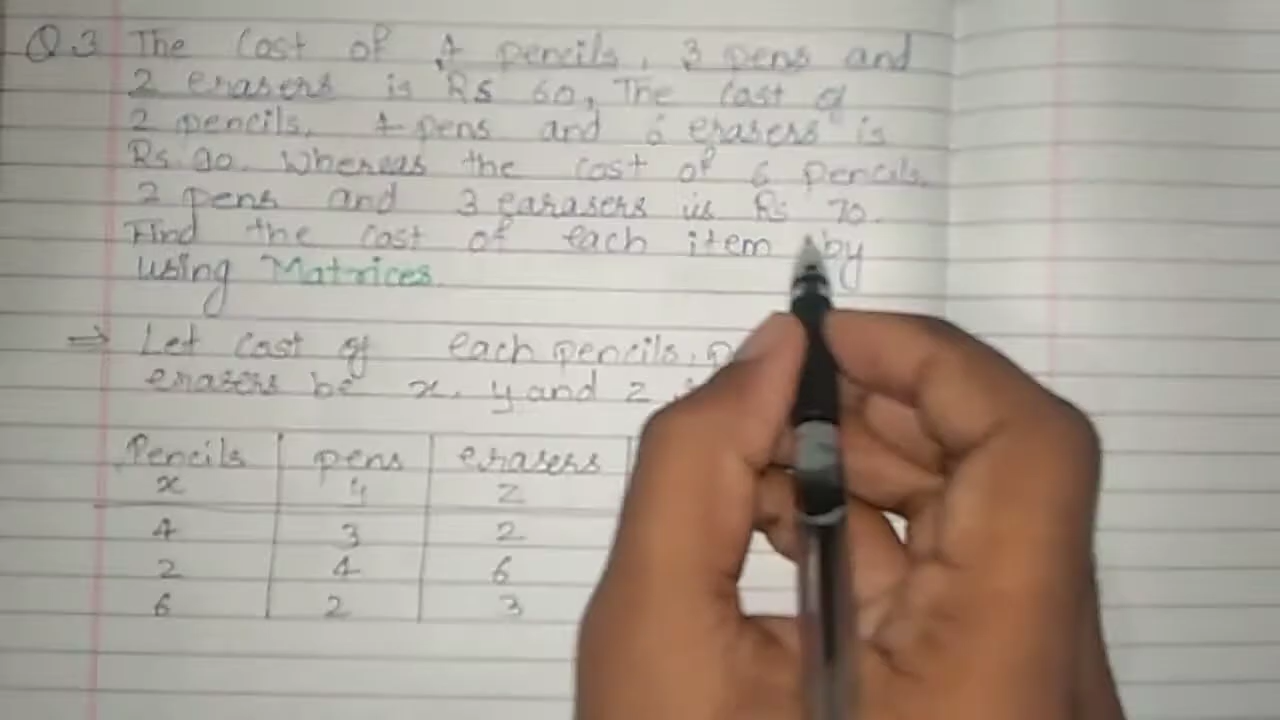 Q 3 The cost of 4 pencils, 3 pens and
2 erasers is Rs 60, The cost of
2 pencils, 4 pens and 6 erasers is
Rs. 90. Whereas the cost of 6 pencils,
2 pens and 3 earasers is Rs 70.
Find the cost of each item by
using Matrices.
⇒ Let cost of each pencils,
erasers be x, y and z
Pencils pens erasers
x y z
4 3 2
2 4 6
6 2 3